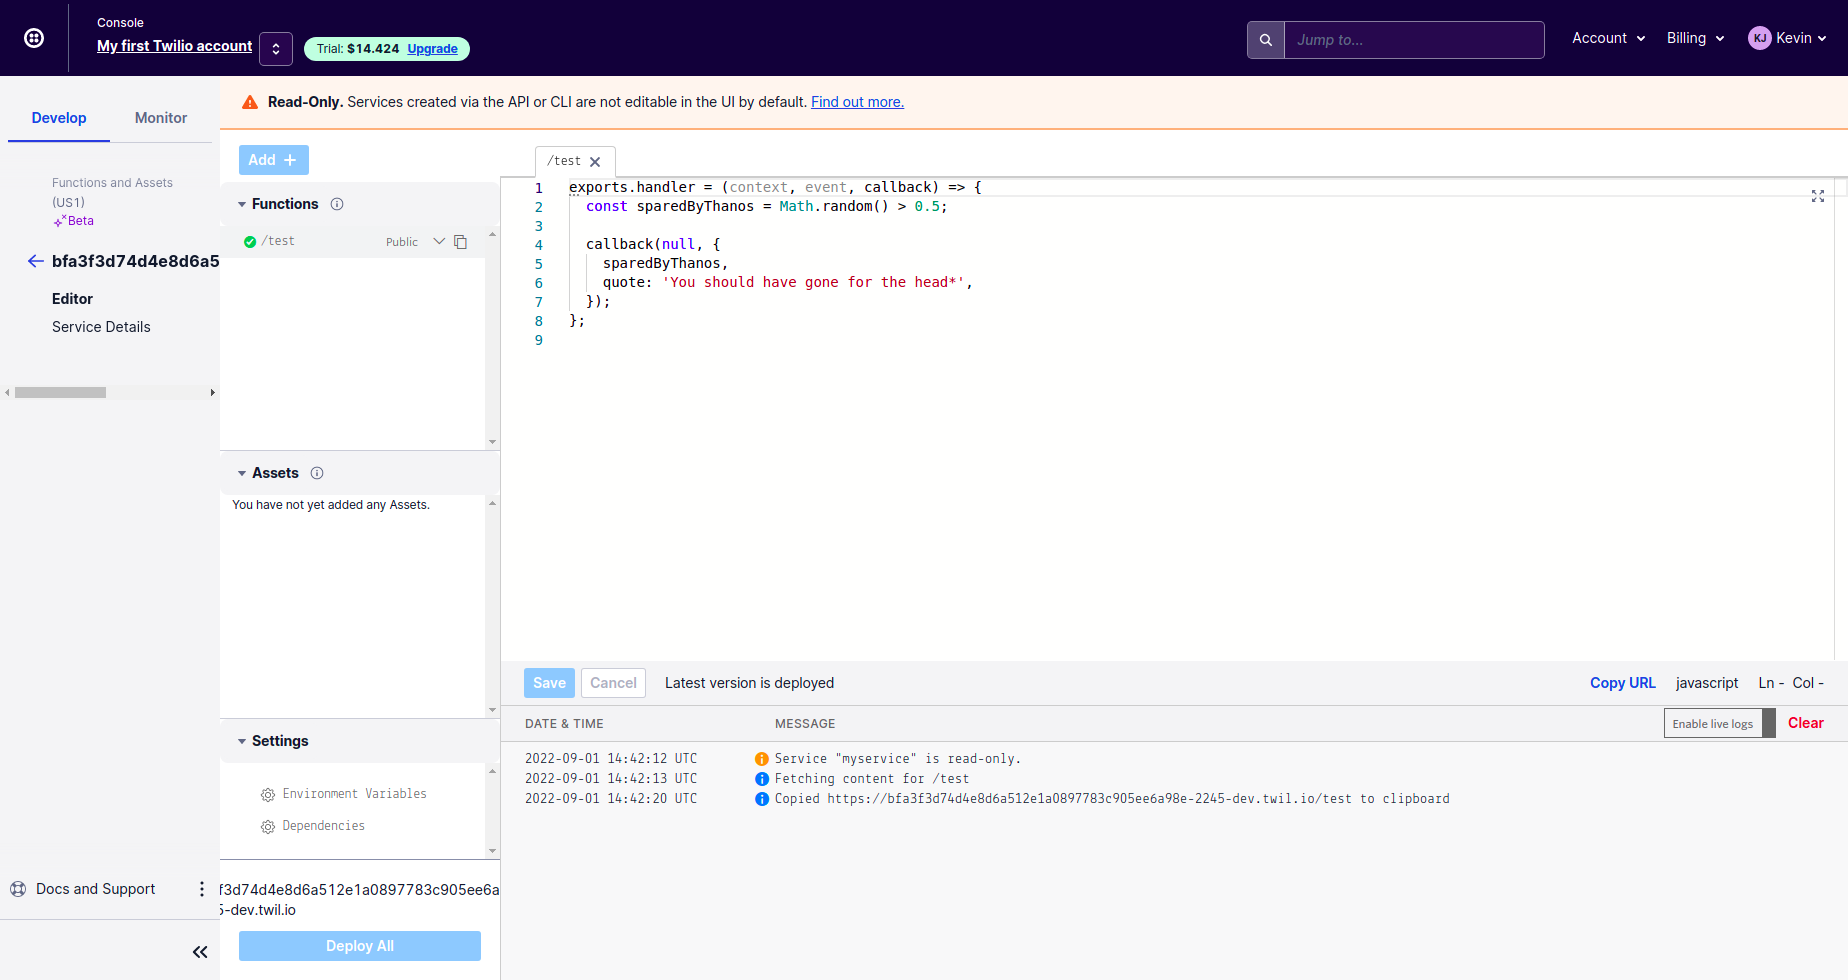 Console
My first Twilio account
Trial: $14.424 Upgrade
Jump to...
Account
Billing
KJ Kevin
Develop
Monitor
Read-Only. Services created via the API or CLI are not editable in the UI by default. Find out more.
Functions and Assets
(US1)
Beta
bfa3f3d74d4e8d6a5
Editor
Service Details
Docs and Support
Add +
Functions
/test Public
Assets
You have not yet added any Assets.
Settings
Environment Variables
Dependencies
f3d74d4e8d6a512e1a0897783c905ee6a
5-dev.twil.io
Deploy All
/test
1 exports.handler = (context, event, callback) => {
2 const sparedByThanos = Math.random() > 0.5;
3
4 callback(null, {
5 sparedByThanos,
6 quote: 'You should have gone for the head*',
7 });
8 };
9
Save Cancel Latest version is deployed
Copy URL javascript Ln - Col -
DATE & TIME MESSAGE
Enable live logs Clear
2022-09-01 14:42:12 UTC Service "myservice" is read-only.
2022-09-01 14:42:13 UTC Fetching content for /test
2022-09-01 14:42:20 UTC Copied https://bfa3f3d74d4e8d6a512e1a0897783c905ee6a98e-2245-dev.twil.io/test to clipboard